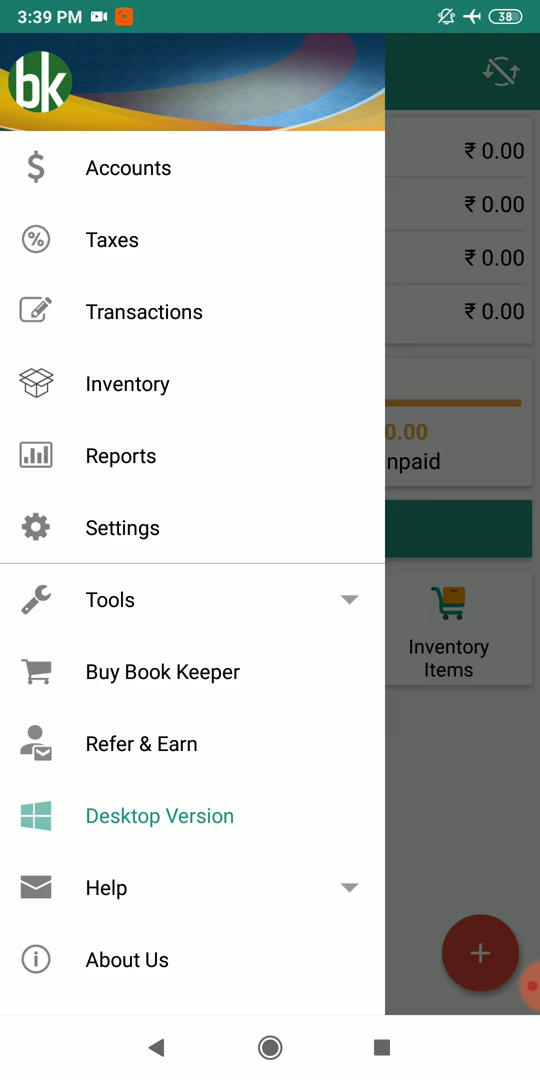 3:39 PM
38
bk
Accounts
₹ 0.00
Taxes
₹ 0.00
₹ 0.00
Transactions
₹ 0.00
Inventory
0.00
Reports
npaid
Settings
Tools
Buy Book Keeper
Inventory
Items
Refer & Earn
Desktop Version
Help
About Us